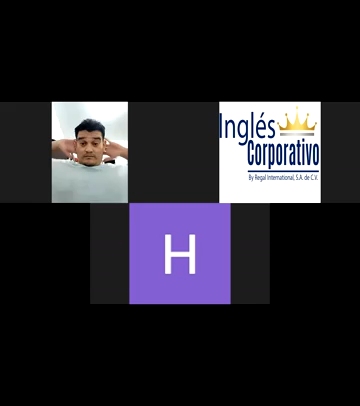 Inglés
Corporativo
By Regal International, S.A. de C.V.
H